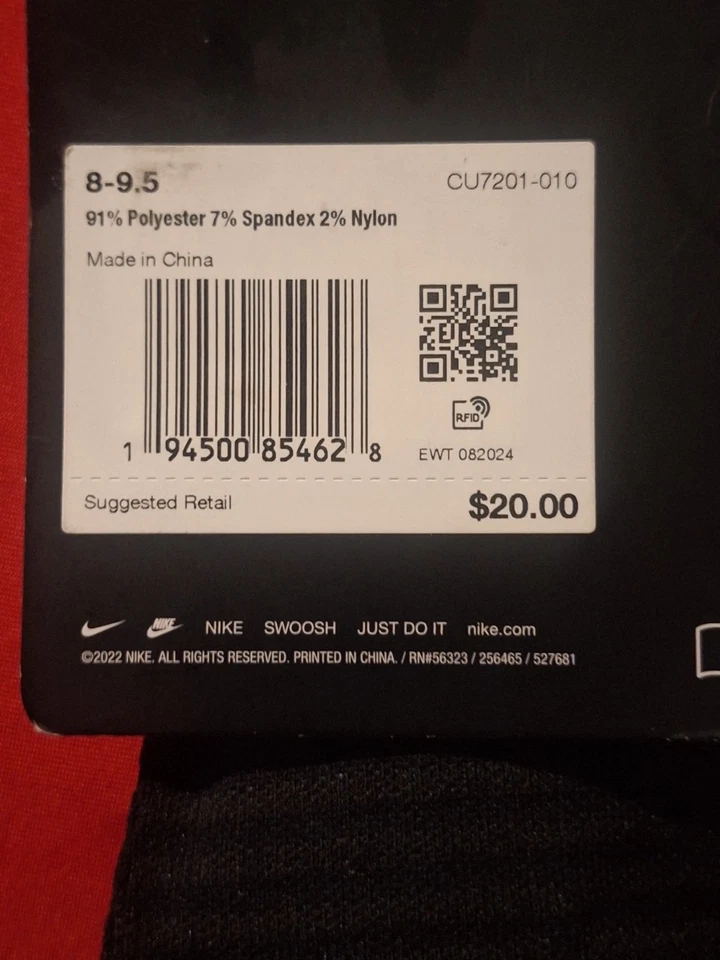 8-9.5 CU7201-010
91% Polyester 7% Spandex 2% Nylon
Made in China
RFID
1 94500 85462 8 EWT 082024
Suggested Retail $20.00
NIKE NIKE SWOOSH JUST DO IT nike.com
©2022 NIKE. ALL RIGHTS RESERVED. PRINTED IN CHINA. / RN#56323 / 256465 / 527681